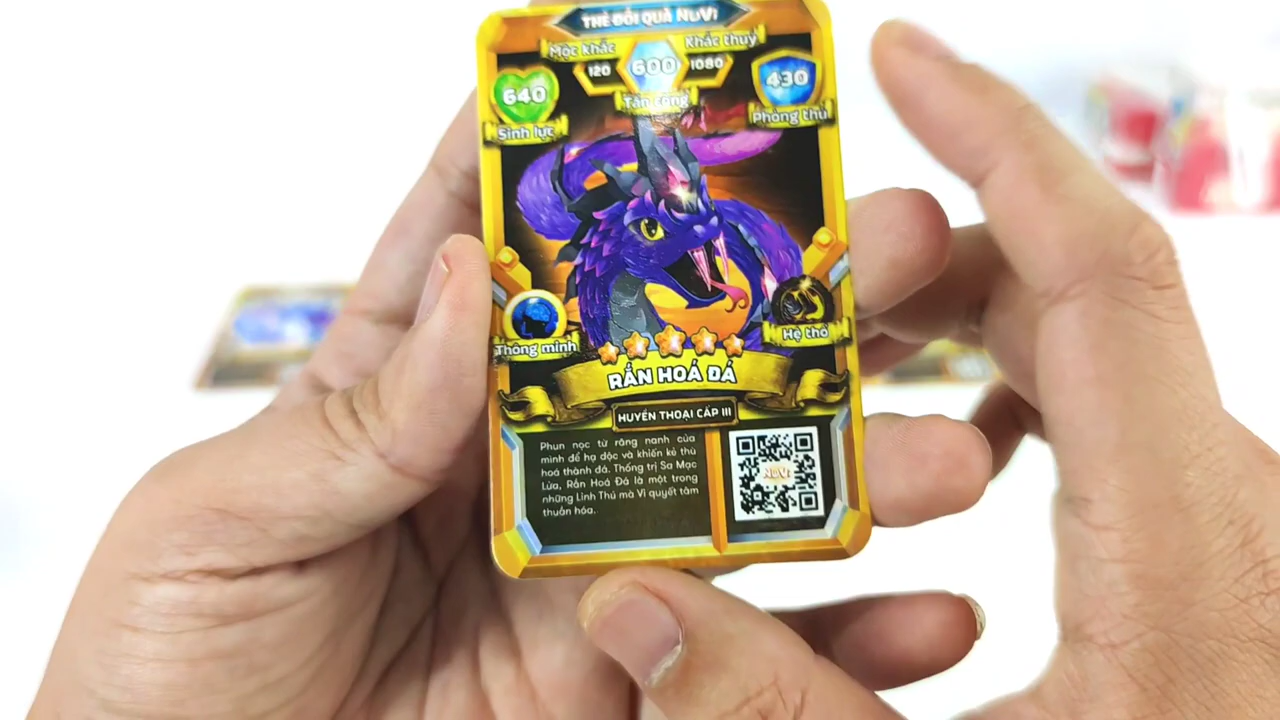 THẺ ĐỔI QUÀ NuVi
Mộc khắc
Khắc thuỷ
120
600
1080
640
430
Tấn công
Sinh lực
Phòng thủ
Thông minh
Hệ thổ
RẮN HOÁ ĐÁ
HUYỀN THOẠI CẤP III
Phun nọc từ răng nanh của
mình để hạ độc và khiến kẻ thù
hoá thành đá. Thống trị Sa Mạc
Lửa, Rắn Hoá Đá là một trong
những Linh Thú mà Vi quyết tâm
thuần hóa.
NuVi